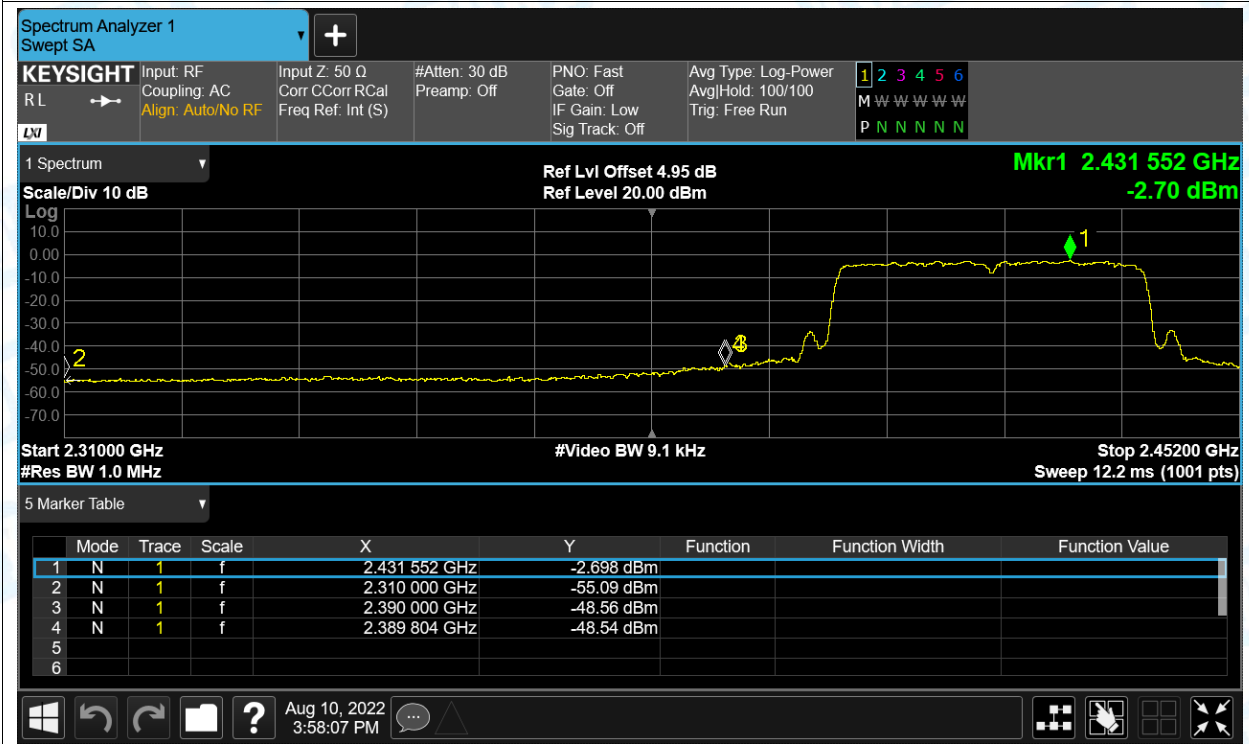 Spectrum Analyzer 1
Swept SA
KEYSIGHT
R L
LXI
Input: RF
Coupling: AC
Align: Auto/No RF
Input Z: 50 Ω
Corr CCorr RCal
Freq Ref: Int (S)
#Atten: 30 dB
Preamp: Off
PNO: Fast
Gate: Off
IF Gain: Low
Sig Track: Off
Avg Type: Log-Power
Avg|Hold: 100/100
Trig: Free Run
1 2 3 4 5 6
M W W W W W
P N N N N N
1 Spectrum
Scale/Div 10 dB
Ref Lvl Offset 4.95 dB
Ref Level 20.00 dBm
Mkr1 2.431 552 GHz
-2.70 dBm
Log
10.0
0.00
-10.0
-20.0
-30.0
-40.0
-50.0
-60.0
-70.0
1
2
Start 2.31000 GHz
#Res BW 1.0 MHz
#Video BW 9.1 kHz
Stop 2.45200 GHz
Sweep 12.2 ms (1001 pts)
5 Marker Table
Mode Trace Scale X Y Function Function Width Function Value
1 N 1 f 2.431 552 GHz -2.698 dBm
2 N 1 f 2.310 000 GHz -55.09 dBm
3 N 1 f 2.390 000 GHz -48.56 dBm
4 N 1 f 2.389 804 GHz -48.54 dBm
5
6
?
Aug 10, 2022
3:58:07 PM